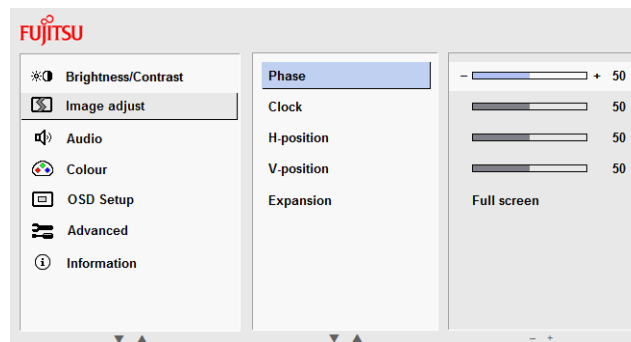 FUJITSU
Brightness/Contrast
Image adjust
Audio
Colour
OSD Setup
Advanced
Information
Phase
Clock
H-position
V-position
Expansion
− + 50
50
50
50
Full screen
− +